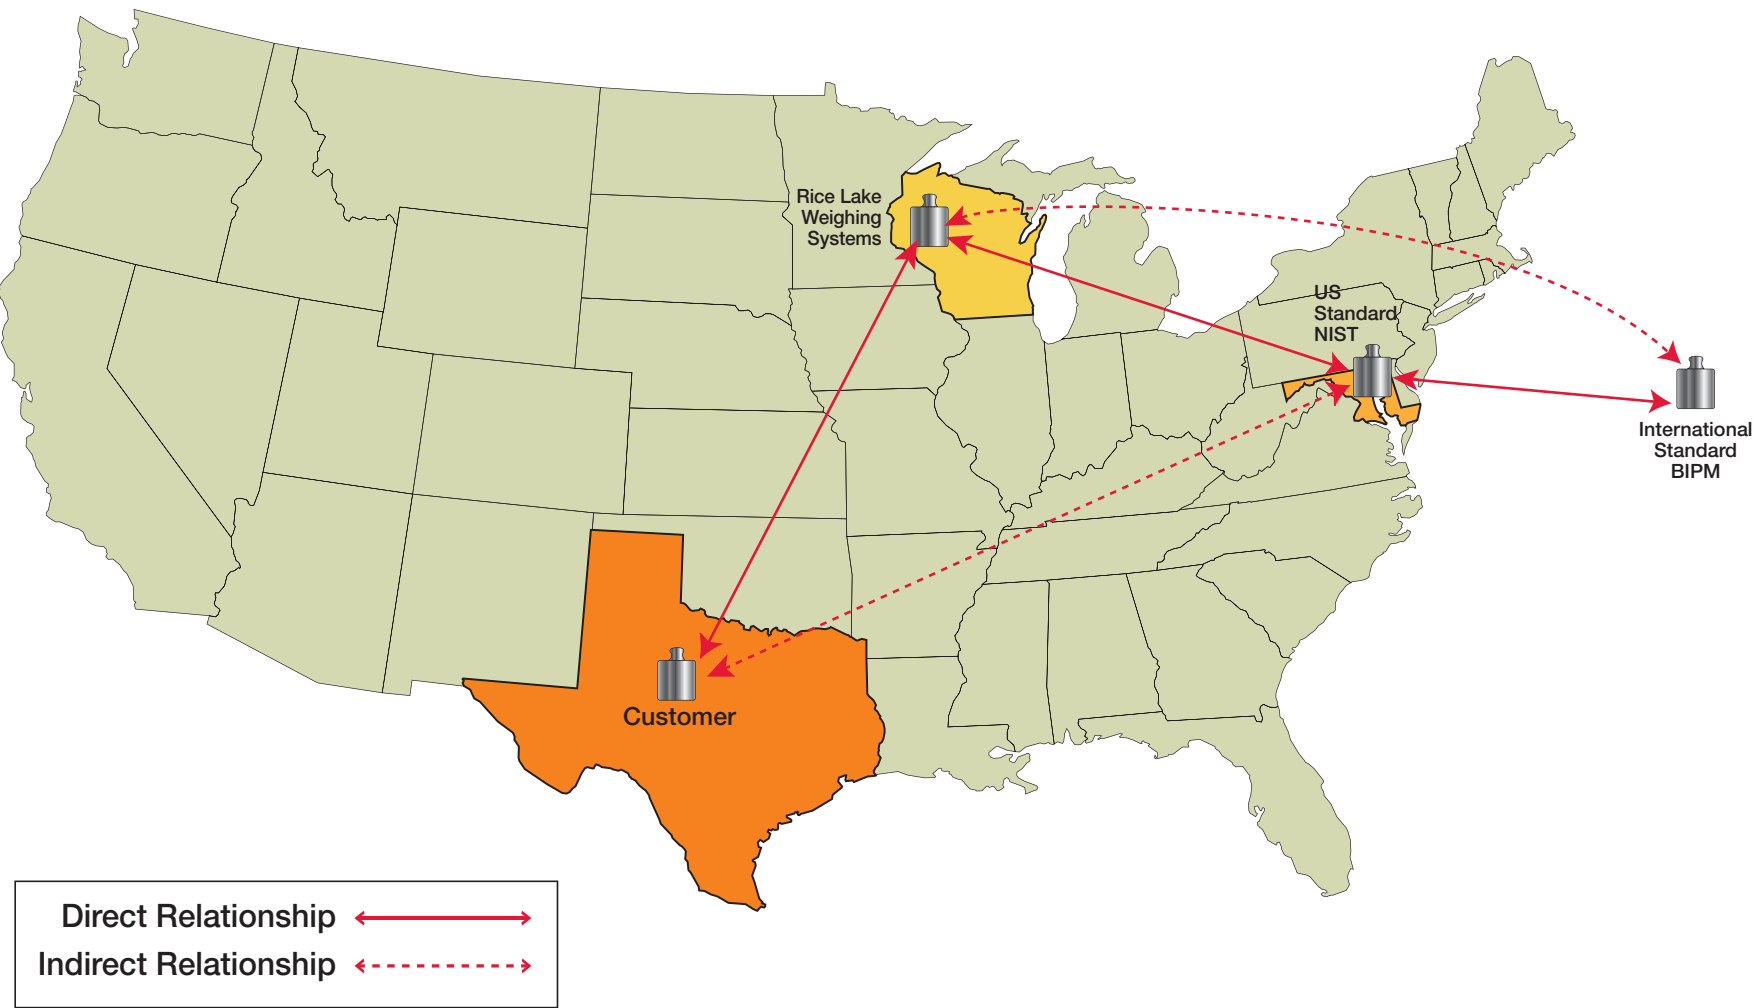 Rice Lake
Weighing
Systems
US
Standard
NIST
International
Standard
BIPM
Customer
Direct Relationship
Indirect Relationship